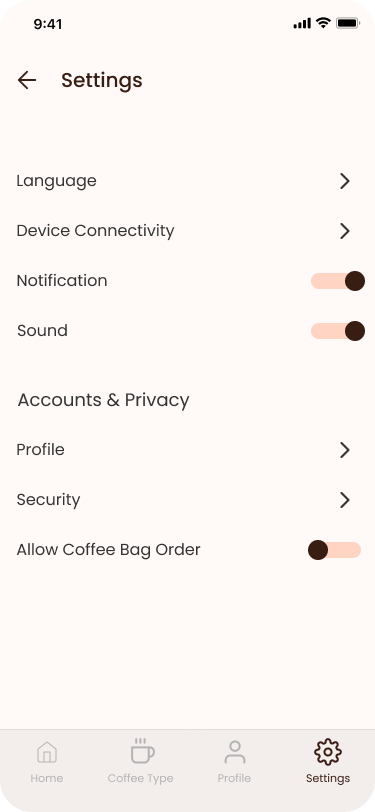 9:41
Settings
Language
Device Connectivity
Notification
Sound
Accounts & Privacy
Profile
Security
Allow Coffee Bag Order
Home
Coffee Type
Profile
Settings